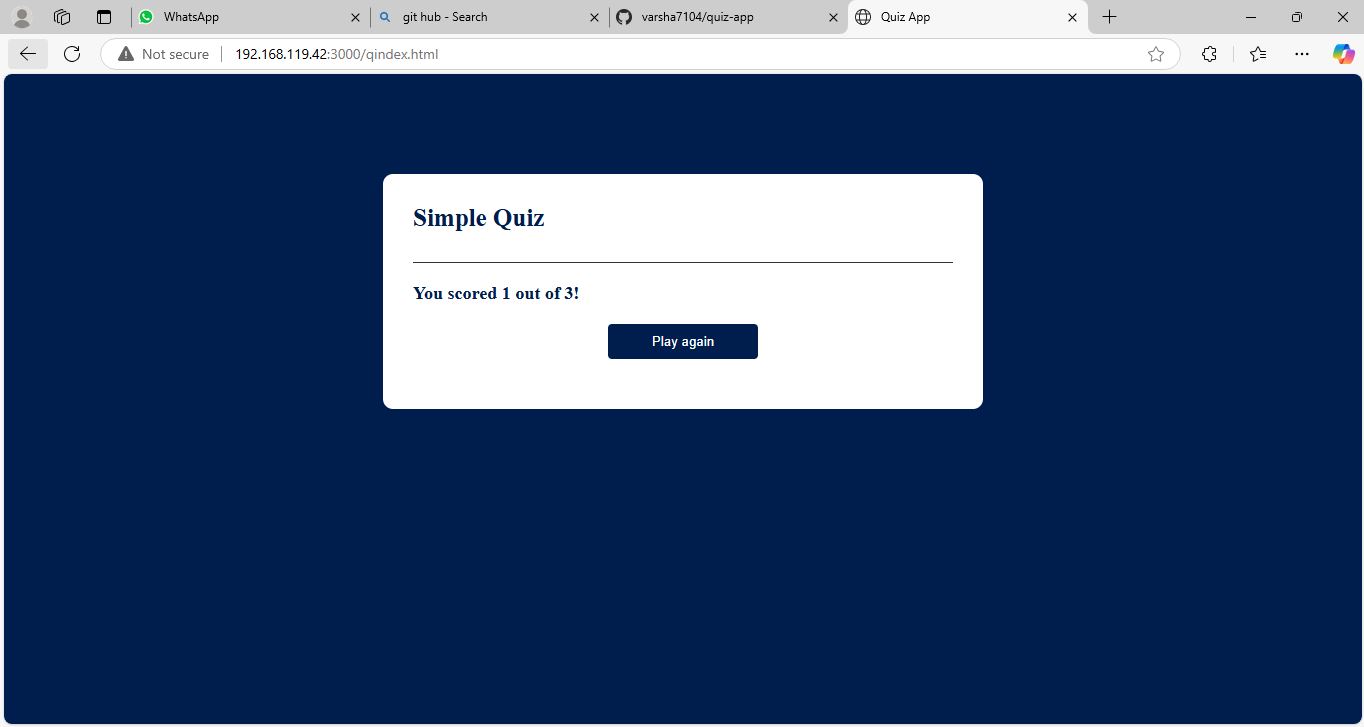 WhatsApp
git hub - Search
varsha7104/quiz-app
Quiz App
Not secure
192.168.119.42:3000/qindex.html
Simple Quiz
You scored 1 out of 3!
Play again